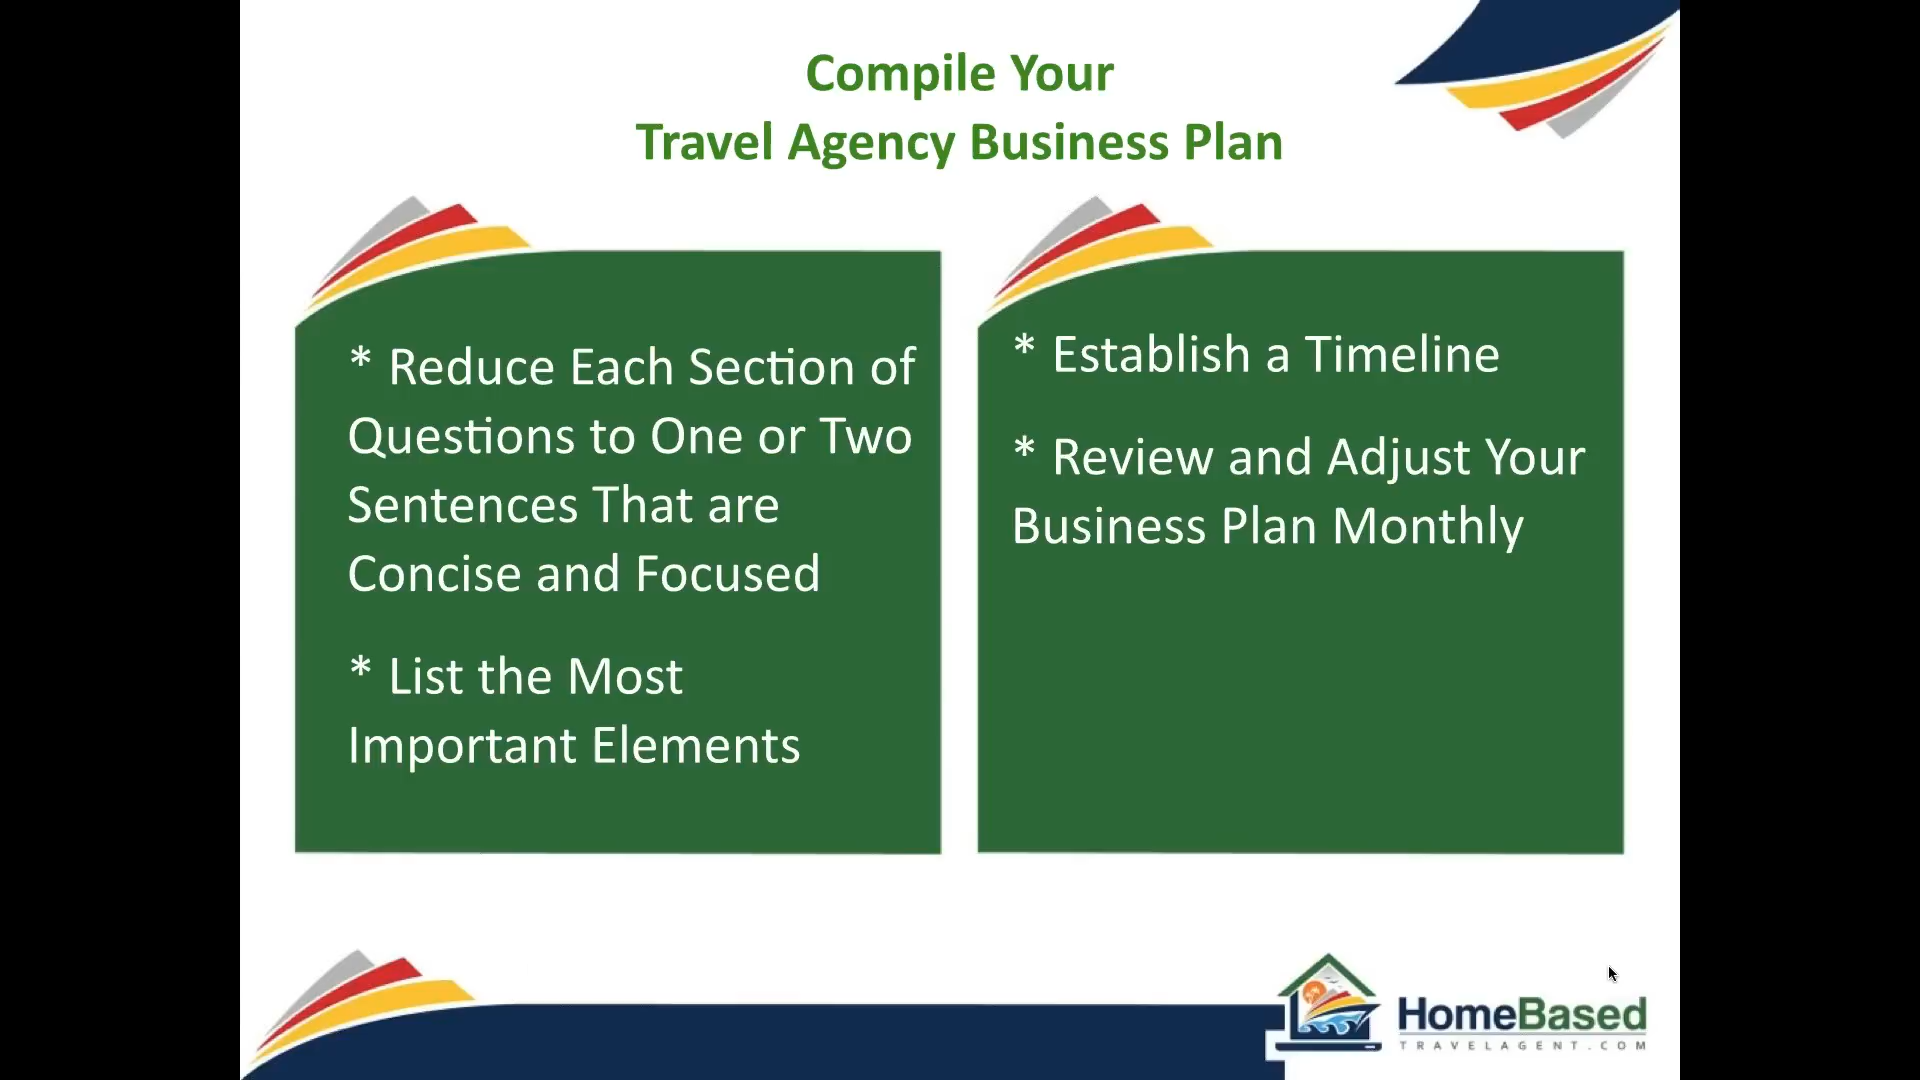 Compile Your
Travel Agency Business Plan
* Reduce Each Section of
Questions to One or Two
Sentences That are
Concise and Focused
* List the Most
Important Elements
* Establish a Timeline
* Review and Adjust Your
Business Plan Monthly
HomeBased
TRAVELAGENT.COM